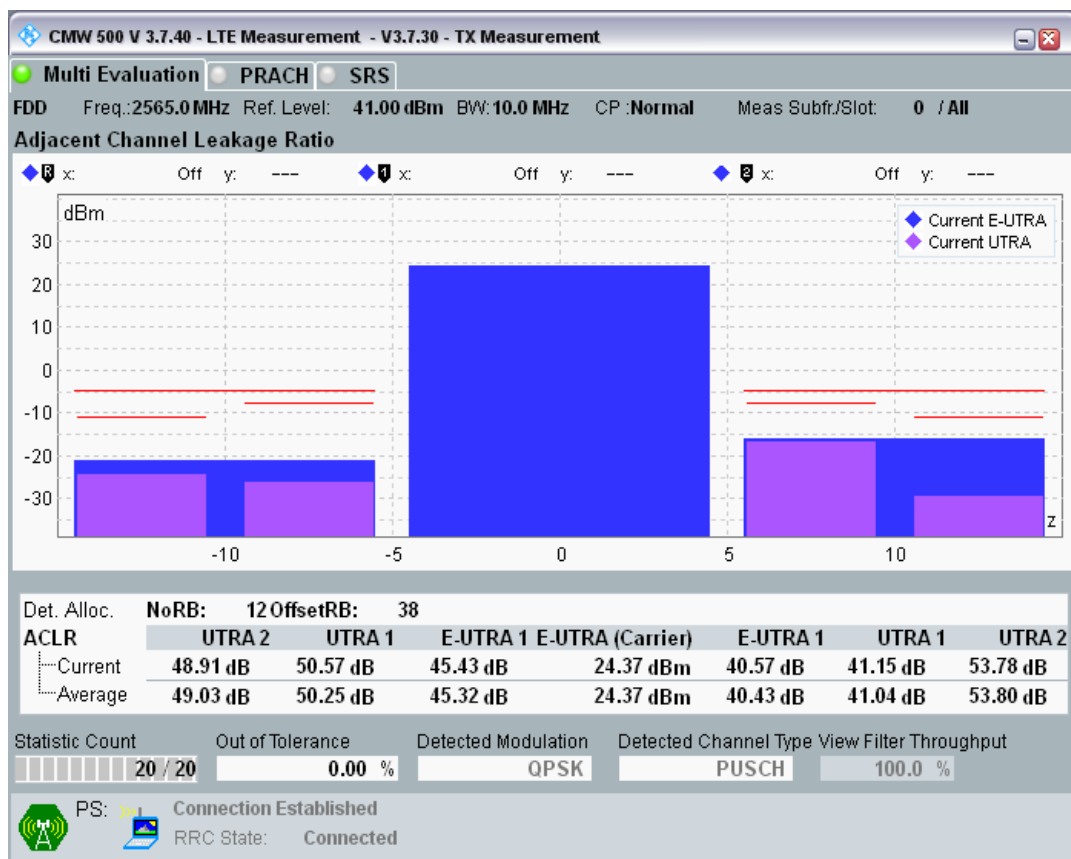 CMW 500 V 3.7.40 - LTE Measurement - V3.7.30 - TX Measurement
Multi Evaluation PRACH SRS
FDD Freq.:2565.0 MHz Ref. Level: 41.00 dBm BW: 10.0 MHz CP :Normal Meas Subfr./Slot: 0 / All
Adjacent Channel Leakage Ratio
R x: Off y: --- 1 x: Off y: --- 2 x: Off y: ---
dBm
Current E-UTRA
Current UTRA
30
20
10
0
-10
-20
-30
z
-10 -5 0 5 10
Det. Alloc. NoRB: 12 OffsetRB: 38
ACLR UTRA 2 UTRA 1 E-UTRA 1 E-UTRA (Carrier) E-UTRA 1 UTRA 1 UTRA 2
Current 48.91 dB 50.57 dB 45.43 dB 24.37 dBm 40.57 dB 41.15 dB 53.78 dB
Average 49.03 dB 50.25 dB 45.32 dB 24.37 dBm 40.43 dB 41.04 dB 53.80 dB
Statistic Count Out of Tolerance Detected Modulation Detected Channel Type View Filter Throughput
20 / 20 0.00 % QPSK PUSCH 100.0 %
PS: Connection Established
RRC State: Connected